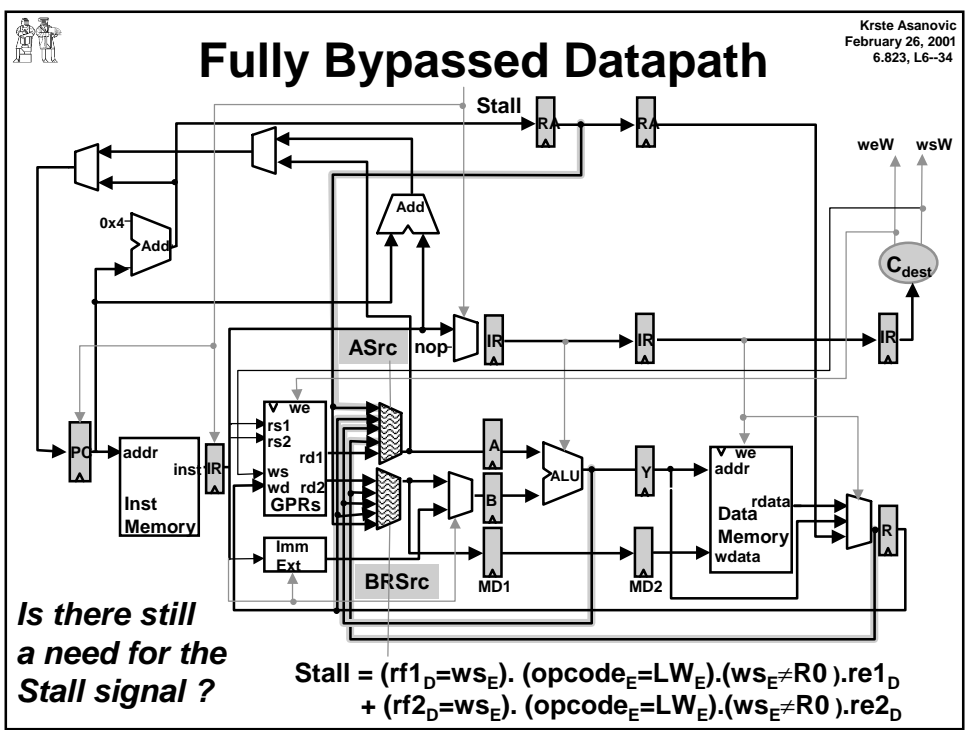 Krste Asanovic
February 26, 2001
6.823, L6--34
Fully Bypassed Datapath
Stall
RA
RA
weW wsW
0x4
Add
Add
Cdest
ASrc
nop
IR
IR
IR
PC
addr
inst
Inst
Memory
IR
we
rs1
rs2
rd1
ws
wd rd2
GPRs
Imm
Ext
A
B
ALU
MD1
Y
MD2
we
addr
rdata
Data
Memory
wdata
R
BRSrc
Is there still
a need for the
Stall signal ?
Stall = (rf1D=wsE). (opcodeE=LWE).(wsE≠R0 ).re1D
+ (rf2D=wsE). (opcodeE=LWE).(wsE≠R0 ).re2D